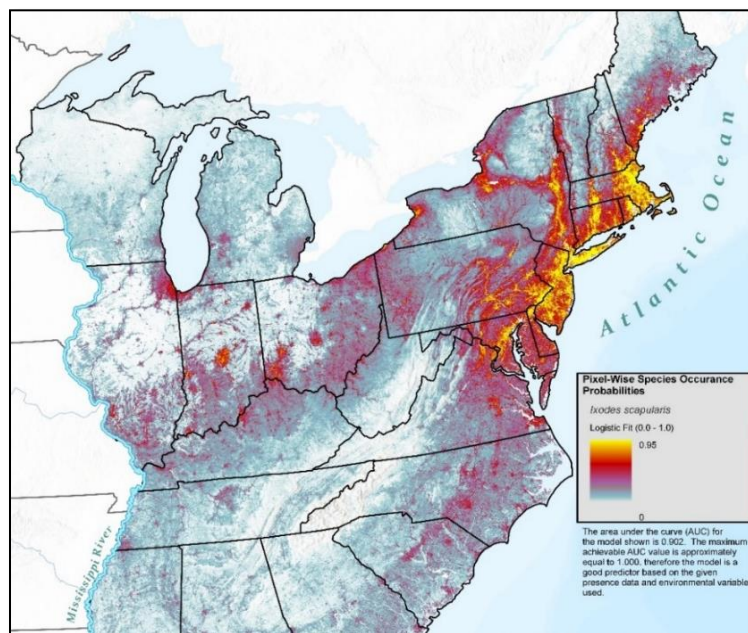 Atlantic Ocean
Mississippi River
Pixel-Wise Species Occurance
Probabilities
Ixodes scapularis
Logistic Fit (0.0 - 1.0)
0.95
0
The area under the curve (AUC) for
the model shown is 0.902. The maximum
achievable AUC value is approximately
equal to 1.000, therefore the model is a
good predictor based on the given
presence data and environmental variable
used.